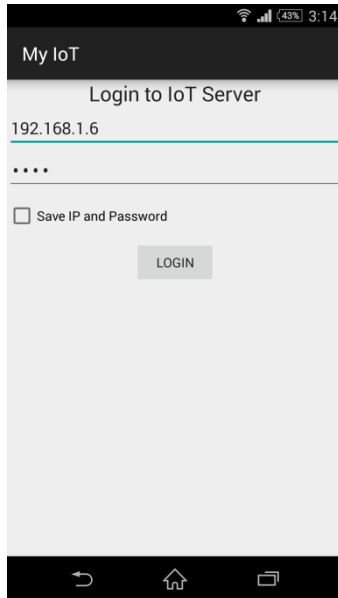 43% 3:14
My IoT
Login to IoT Server
192.168.1.6
••••
Save IP and Password
LOGIN